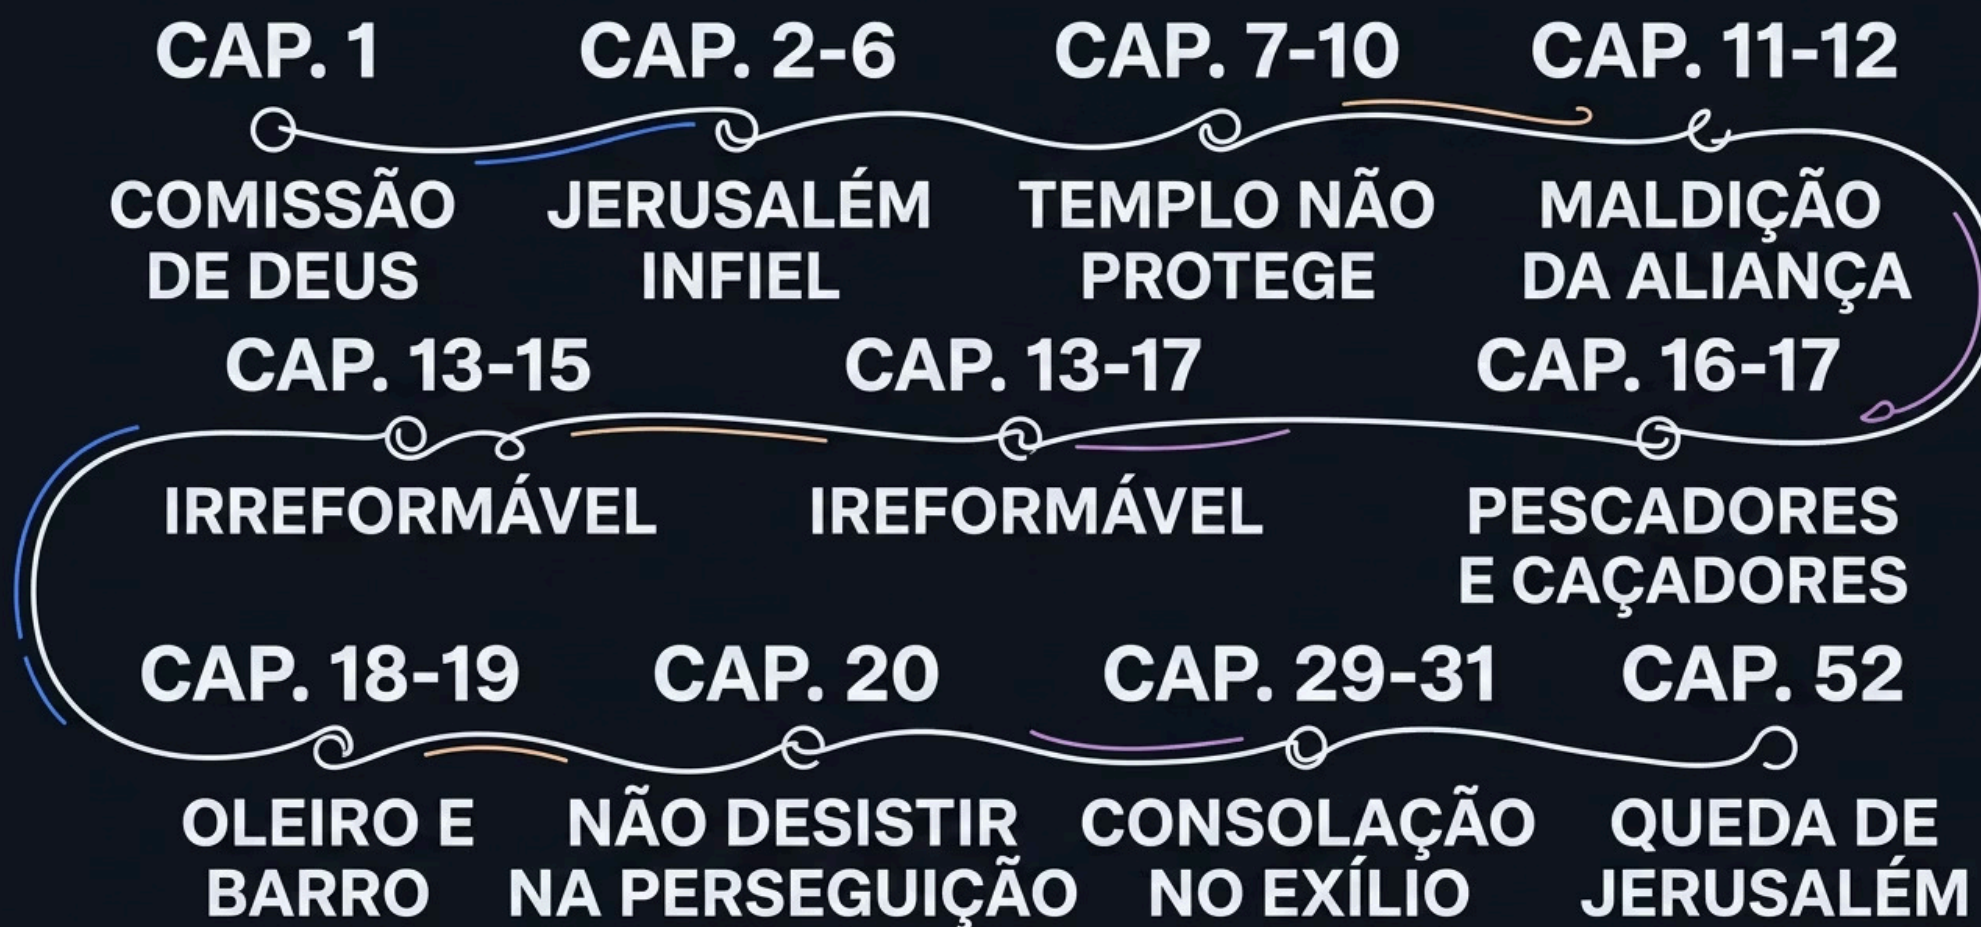 CAP. 1
COMISSÃO
DE DEUS
CAP. 2-6
JERUSALÉM
INFIEL
CAP. 7-10
TEMPLO NÃO
PROTEGE
CAP. 11-12
MALDIÇÃO
DA ALIANÇA
CAP. 13-15
IRREFORMÁVEL
CAP. 13-17
IREFORMÁVEL
CAP. 16-17
PESCADORES
E CAÇADORES
CAP. 18-19
OLEIRO E
BARRO
CAP. 20
NÃO DESISTIR
NA PERSEGUIÇÃO
CAP. 29-31
CONSOLAÇÃO
NO EXÍLIO
CAP. 52
QUEDA DE
JERUSALÉM